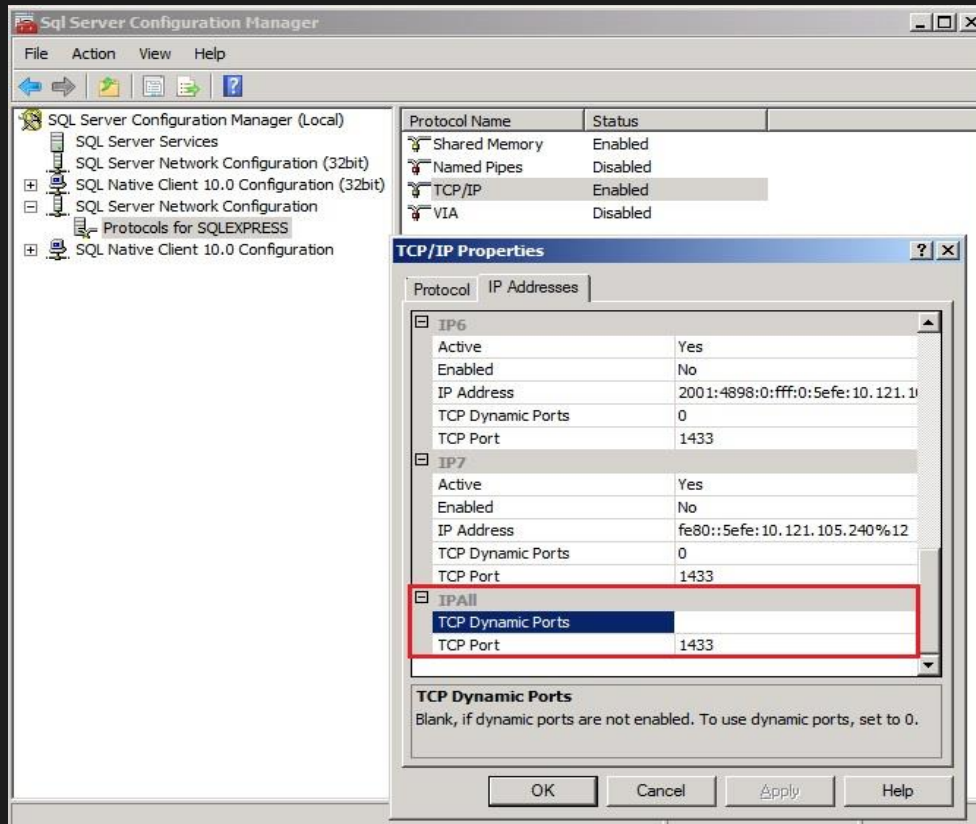 Sql Server Configuration Manager
File Action View Help
SQL Server Configuration Manager (Local)
SQL Server Services
SQL Server Network Configuration (32bit)
SQL Native Client 10.0 Configuration (32bit)
SQL Server Network Configuration
Protocols for SQLEXPRESS
SQL Native Client 10.0 Configuration
Protocol Name Status
Shared Memory Enabled
Named Pipes Disabled
TCP/IP Enabled
VIA Disabled
TCP/IP Properties
Protocol IP Addresses
IP6
Active Yes
Enabled No
IP Address 2001:4898:0:fff:0:5efe:10.121.1
TCP Dynamic Ports 0
TCP Port 1433
IP7
Active Yes
Enabled No
IP Address fe80::5efe:10.121.105.240%12
TCP Dynamic Ports 0
TCP Port 1433
IPAll
TCP Dynamic Ports
TCP Port 1433
TCP Dynamic Ports
Blank, if dynamic ports are not enabled. To use dynamic ports, set to 0.
OK Cancel Apply Help